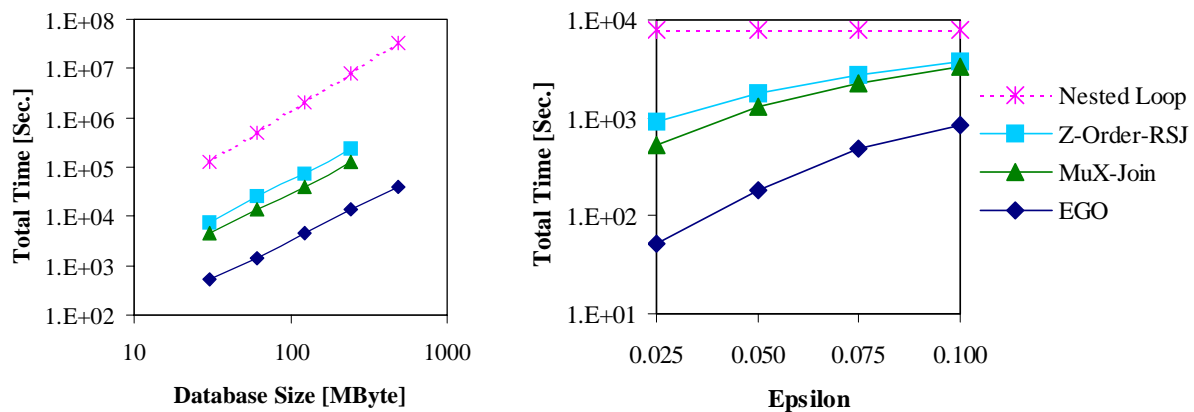 1.E+08
1.E+07
1.E+06
1.E+05
1.E+04
1.E+03
1.E+02
Total Time [Sec.]
10 100 1000
Database Size [MByte]
1.E+04
1.E+03
1.E+02
1.E+01
Total Time [Sec.]
0.025 0.050 0.075 0.100
Epsilon
Nested Loop
Z-Order-RSJ
MuX-Join
EGO